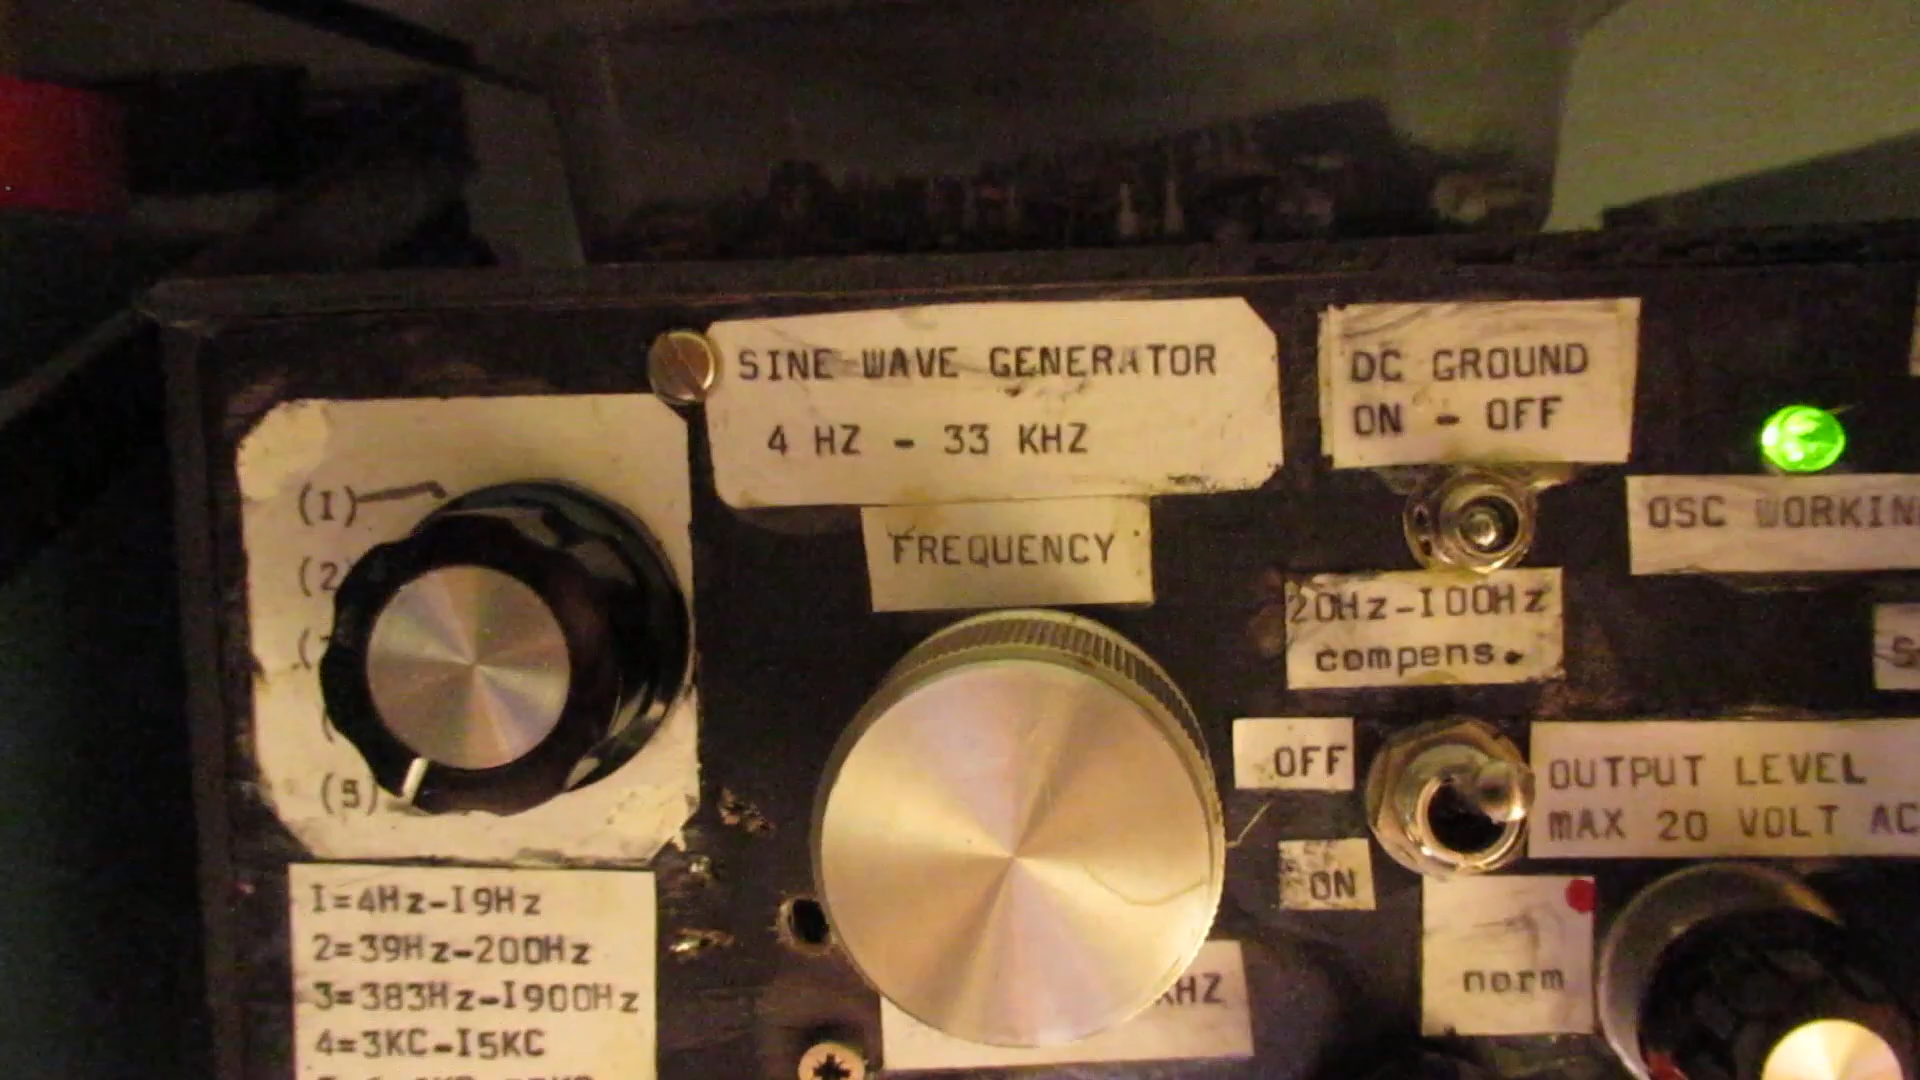 SINE WAVE GENERATOR
4 HZ - 33 KHZ
DC GROUND
ON - OFF
(I)
(2)
(5)
FREQUENCY
OSC WORKIN
20Hz-I00Hz
compens.
OFF
ON
OUTPUT LEVEL
MAX 20 VOLT AC
norm
KHZ
I=4Hz-I9Hz
2=39Hz-200Hz
3=383Hz-I900Hz
4=3KC-I5KC